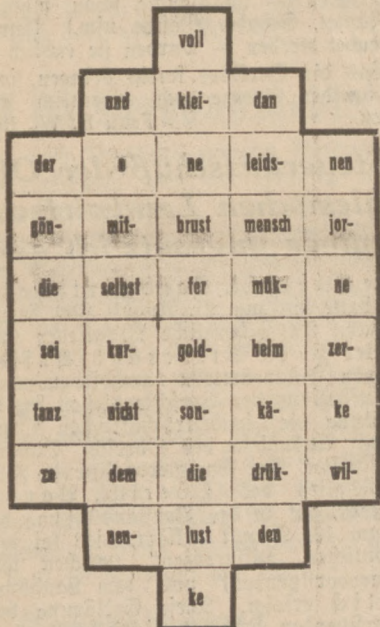 voll
und klei- dan
der o ne leids- nen
gön- mit- brust mensch jor-
die selbst fer mük- ne
sei kur- gold- helm zer-
tanz nicht son- kä- ke
ze dem die drük- wil-
nen- lust den
ke